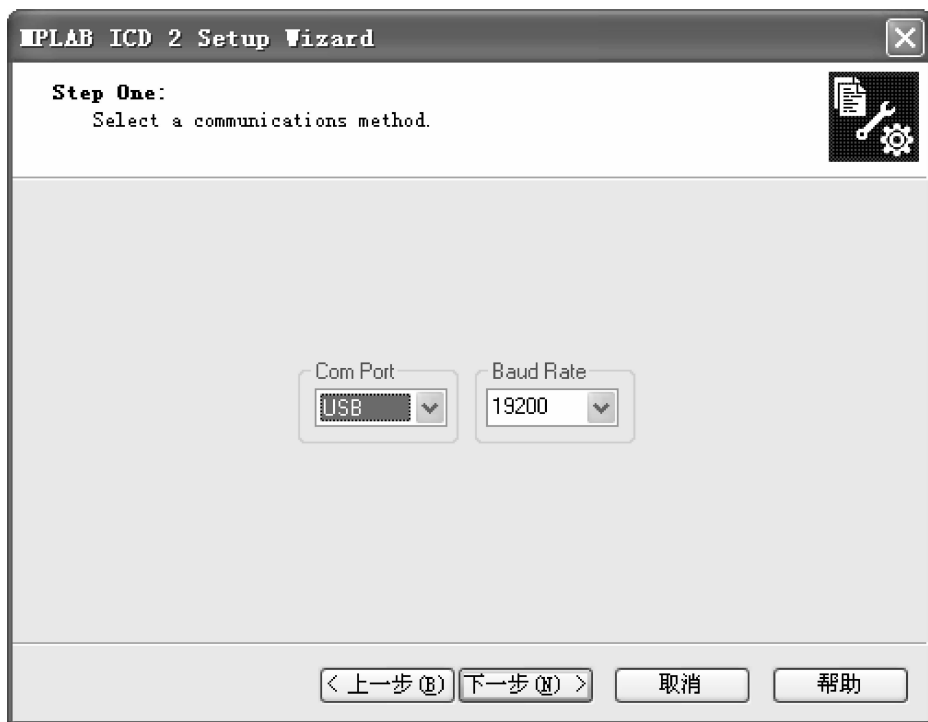 MPLAB ICD 2 Setup Wizard
Step One:
Select a communications method.
Com Port
Baud Rate
USB
19200
< 上一步(B)
下一步(N) >
取消
帮助